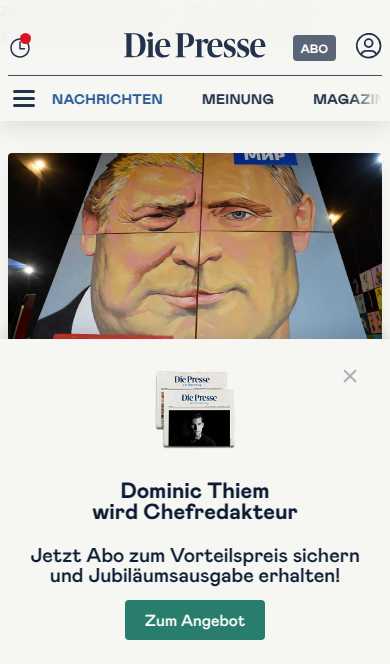 Die Presse
ABO
NACHRICHTEN
MEINUNG
MAGAZIN
МИР
Die Presse
Die Presse
Dominic Thiem
wird Chefredakteur
Jetzt Abo zum Vorteilspreis sichern
und Jubiläumsausgabe erhalten!
Zum Angebot